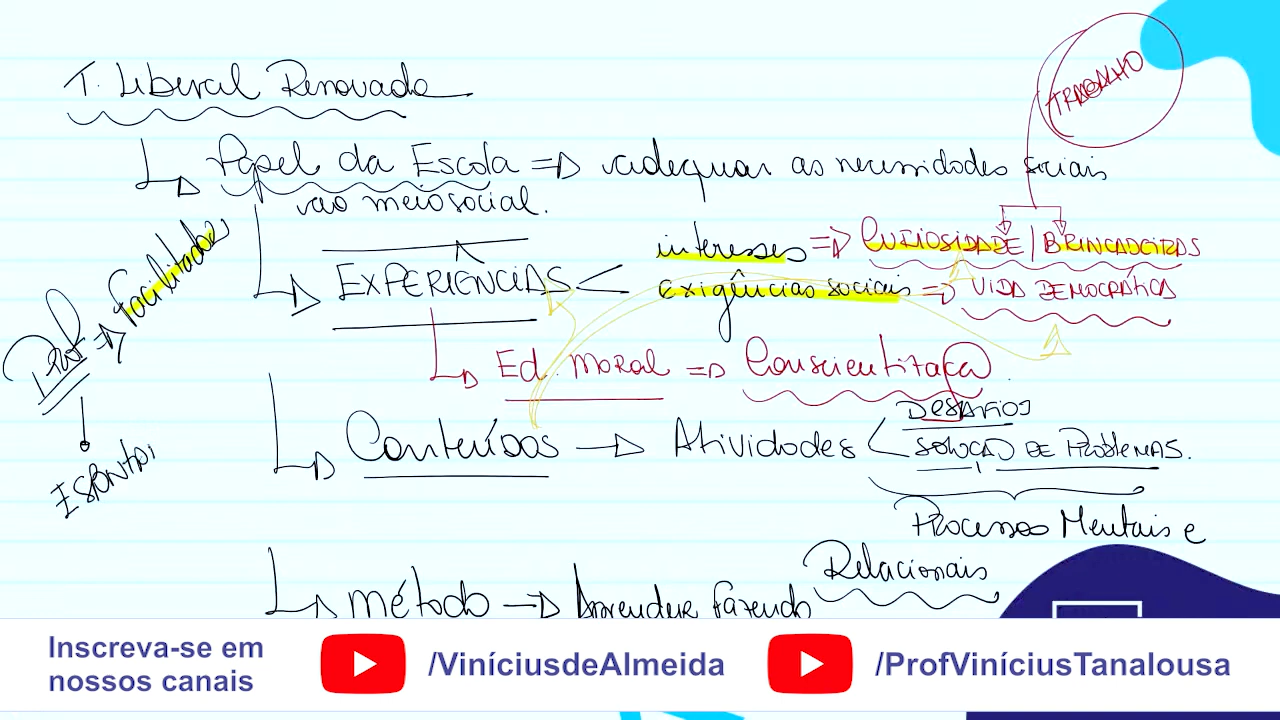 T. Liberal Renovada
TRABALHO
Papel da Escola => adequar as necessidades sociais
ao meio social.
EXPERIENCIAS <
interesses => CURIOSIDADE | BRINCADEIRAS
exigências sociais => VIDA DEMOCRÁTICA
Prof => facilitador
Ed. Moral =>
Conteúdos -> Atividades <
DESAFIOS
SOLUÇÃO DE PROBLEMAS.
Processos Mentais e
Relacionais
método -> Aprender fazendo
Inscreva-se em
nossos canais
/ViníciusdeAlmeida
/ProfViníciusTanalousa